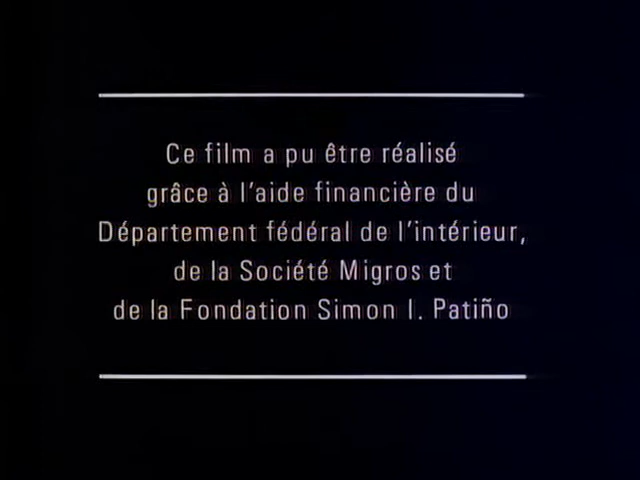 Ce film a pu être réalisé
grâce à l'aide financière du
Département fédéral de l'intérieur,
de la Société Migros et
de la Fondation Simon I. Patiño